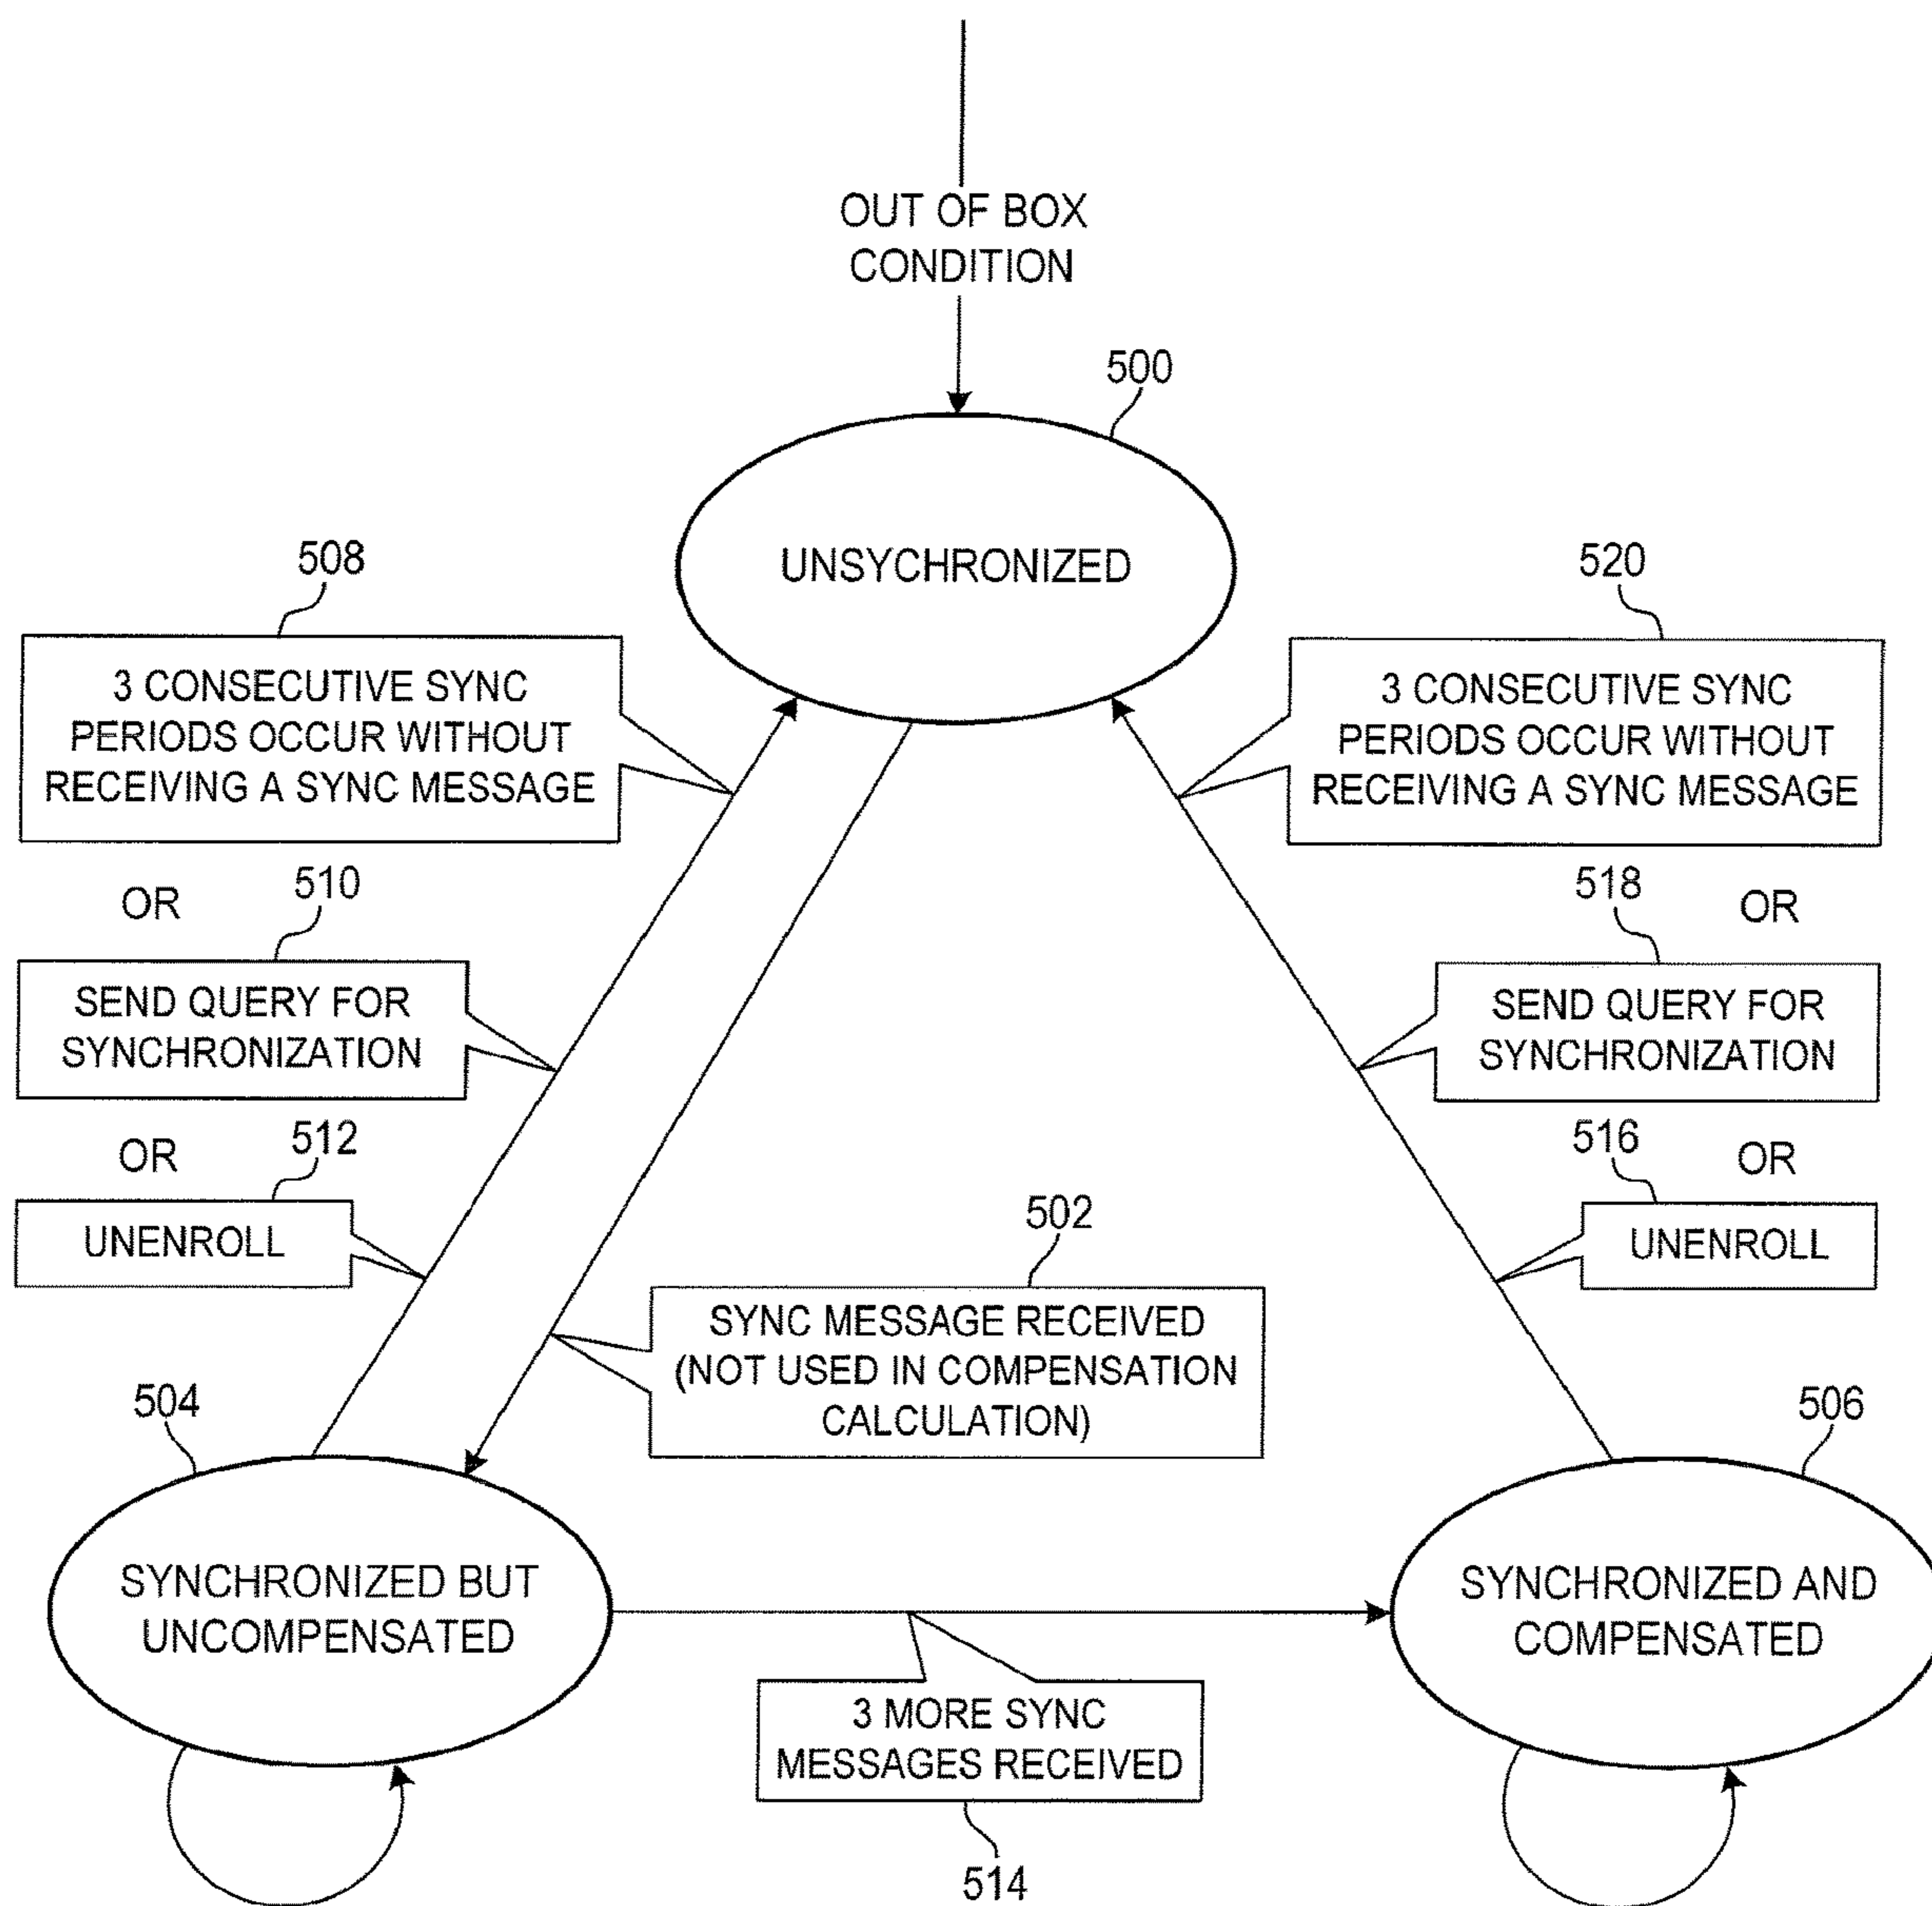 OUT OF BOX
CONDITION
500
UNSYCHRONIZED
508
3 CONSECUTIVE SYNC
PERIODS OCCUR WITHOUT
RECEIVING A SYNC MESSAGE
520
3 CONSECUTIVE SYNC
PERIODS OCCUR WITHOUT
RECEIVING A SYNC MESSAGE
OR
510
SEND QUERY FOR
SYNCHRONIZATION
518
OR
SEND QUERY FOR
SYNCHRONIZATION
OR
512
UNENROLL
516
OR
UNENROLL
502
SYNC MESSAGE RECEIVED
(NOT USED IN COMPENSATION
CALCULATION)
504
SYNCHRONIZED BUT
UNCOMPENSATED
506
SYNCHRONIZED AND
COMPENSATED
3 MORE SYNC
MESSAGES RECEIVED
514